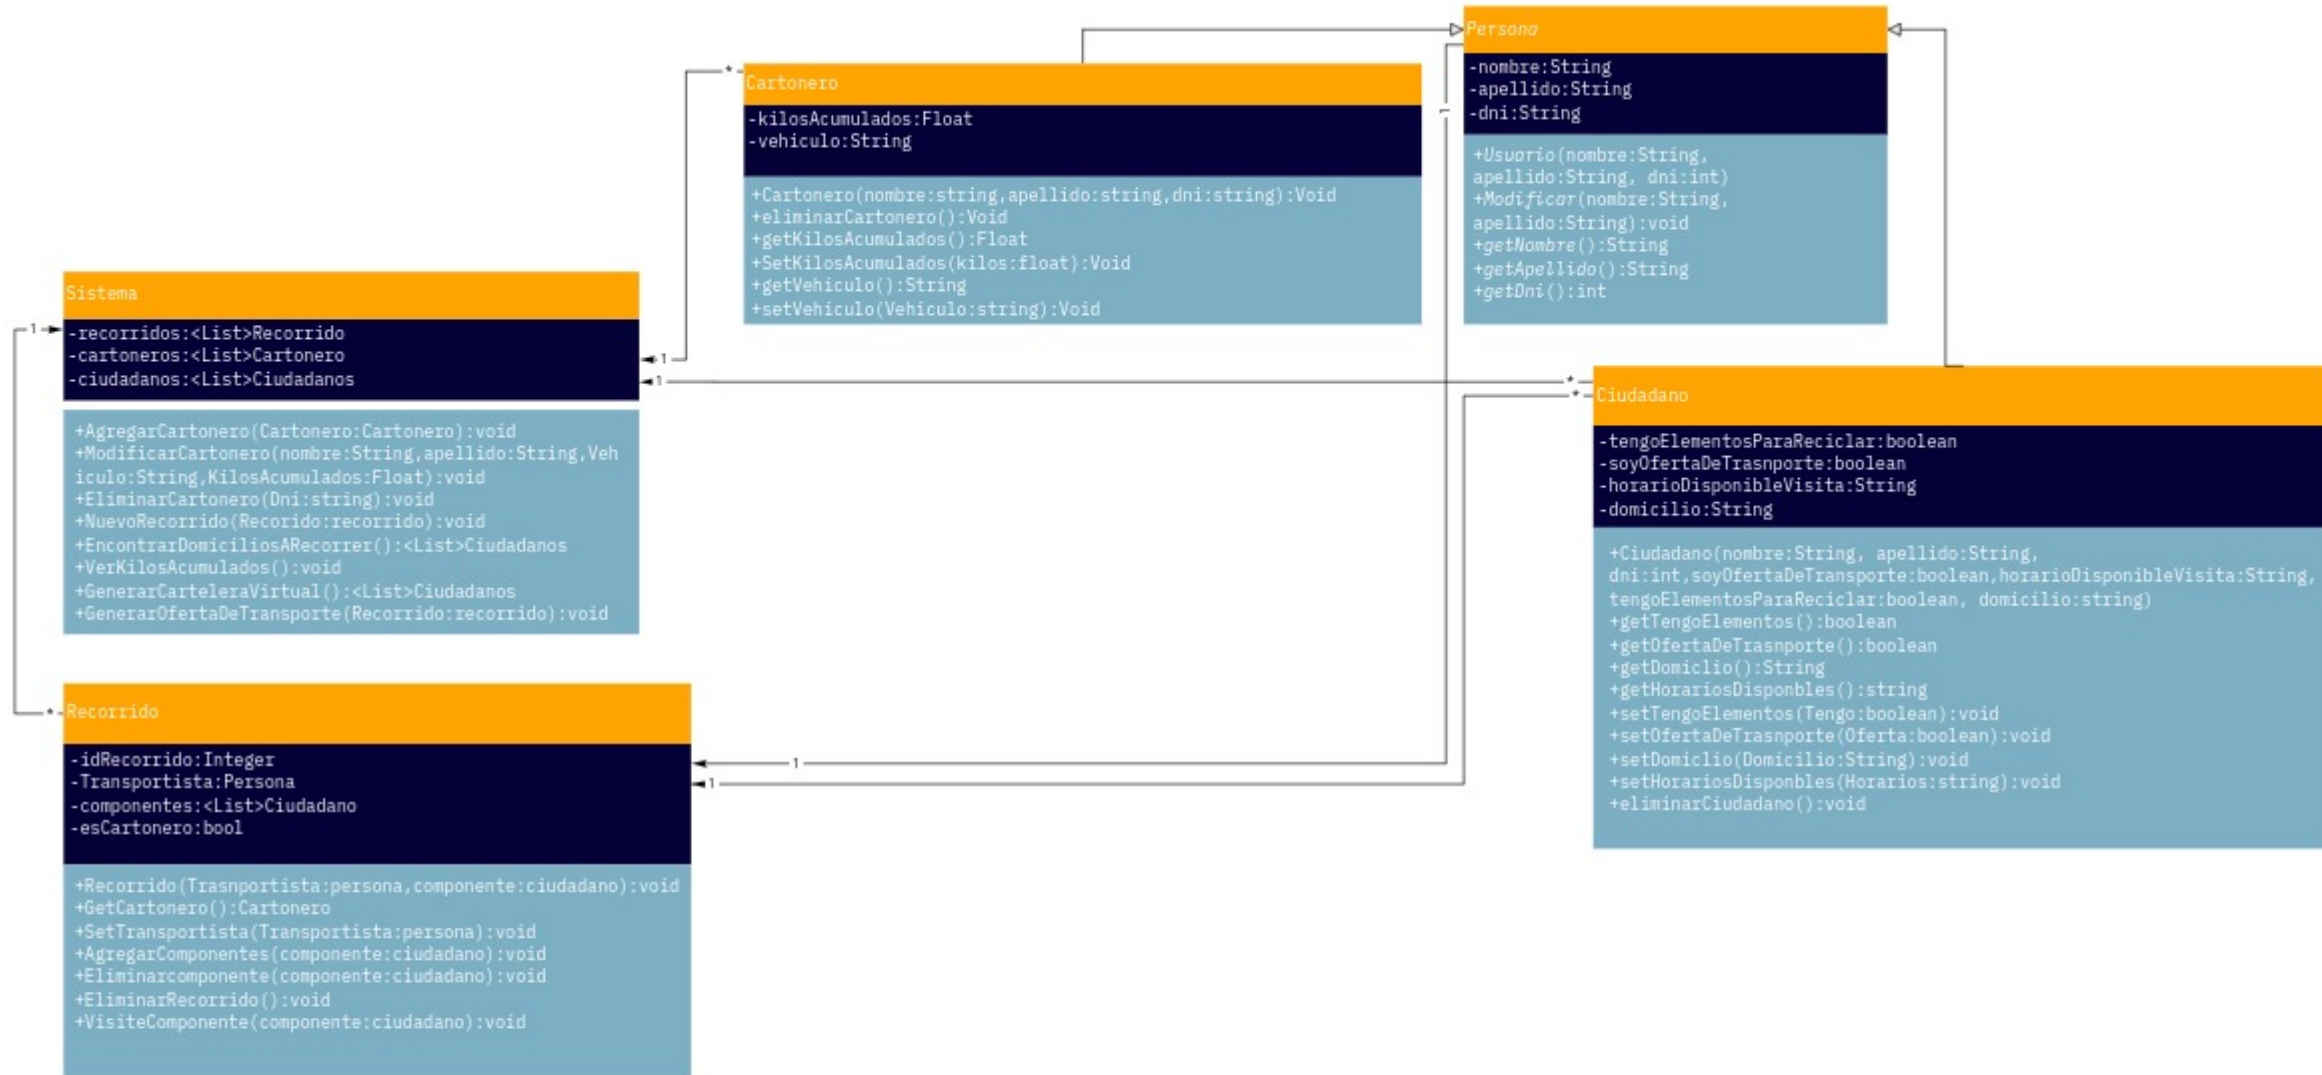 Persona
-nombre:String
-apellido:String
-dni:String
+Usuario(nombre:String,
apellido:String, dni:int)
+Modificar(nombre:String,
apellido:String):void
+getNombre():String
+getApellido():String
+getDni():int
*
Cartonero
-kilosAcumulados:Float
-vehiculo:String
+Cartonero(nombre:string,apellido:string,dni:string):Void
+eliminarCartonero():Void
+getKilosAcumulados():Float
+SetKilosAcumulados(kilos:float):Void
+getVehiculo():String
+setVehiculo(Vehiculo:string):Void
Sistema
1
-recorridos:<List>Recorrido
-cartoneros:<List>Cartonero
-ciudadanos:<List>Ciudadanos
1
1
+AgregarCartonero(Cartonero:Cartonero):void
+ModificarCartonero(nombre:String,apellido:String,Veh
iculo:String,KilosAcumulados:Float):void
+EliminarCartonero(Dni:string):void
+NuevoRecorrido(Recorido:recorrido):void
+EncontrarDomiciliosARecorrer():<List>Ciudadanos
+VerKilosAcumulados():void
+GenerarCarteleraVirtual():<List>Ciudadanos
+GenerarOfertaDeTransporte(Recorrido:recorrido):void
*
*
Ciudadano
-tengoElementosParaReciclar:boolean
-soyOfertaDeTrasnporte:boolean
-horarioDisponibleVisita:String
-domicilio:String
+Ciudadano(nombre:String, apellido:String,
dni:int,soyOfertaDeTransporte:boolean,horarioDisponibleVisita:String,
tengoElementosParaReciclar:boolean, domicilio:string)
+getTengoElementos():boolean
+getOfertaDeTrasnporte():boolean
+getDomiclio():String
+getHorariosDisponbles():string
+setTengoElementos(Tengo:boolean):void
+setOfertaDeTrasnporte(Oferta:boolean):void
+setDomiclio(Domicilio:String):void
+setHorariosDisponbles(Horarios:string):void
+eliminarCiudadano():void
*
Recorrido
-idRecorrido:Integer
-Transportista:Persona
-componentes:<List>Ciudadano
-esCartonero:bool
1
1
+Recorrido(Trasnportista:persona,componente:ciudadano):void
+GetCartonero():Cartonero
+SetTransportista(Transportista:persona):void
+AgregarComponentes(componente:ciudadano):void
+Eliminarcomponente(componente:ciudadano):void
+EliminarRecorrido():void
+VisiteComponente(componente:ciudadano):void